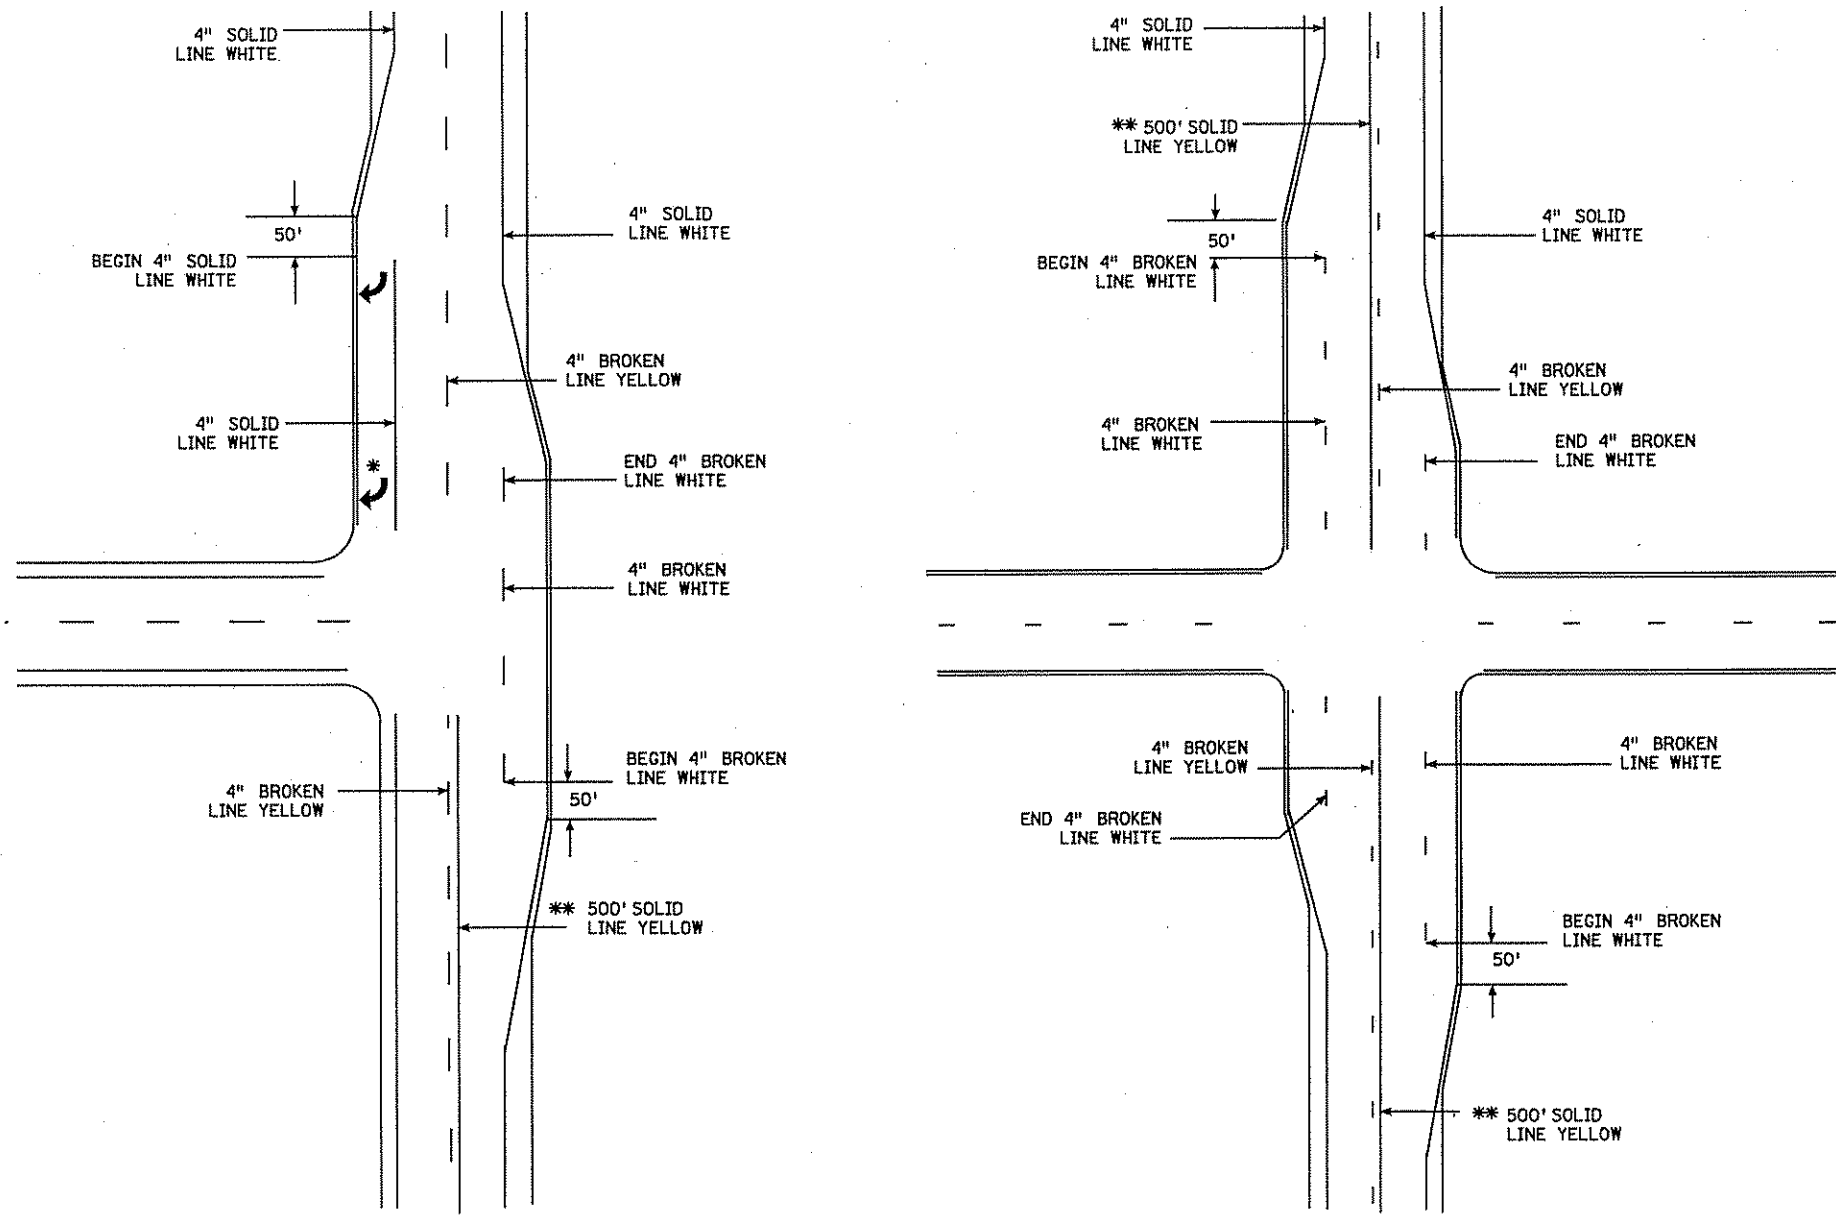 4" SOLID
LINE WHITE
50'
BEGIN 4" SOLID
LINE WHITE
4" SOLID
LINE WHITE
4" BROKEN
LINE YELLOW
4" SOLID
LINE WHITE
*
END 4" BROKEN
LINE WHITE
4" BROKEN
LINE WHITE
BEGIN 4" BROKEN
LINE WHITE
50'
4" BROKEN
LINE YELLOW
** 500' SOLID
LINE YELLOW
4" SOLID
LINE WHITE
** 500' SOLID
LINE YELLOW
4" SOLID
LINE WHITE
50'
BEGIN 4" BROKEN
LINE WHITE
4" BROKEN
LINE YELLOW
4" BROKEN
LINE WHITE
END 4" BROKEN
LINE WHITE
4" BROKEN
LINE YELLOW
4" BROKEN
LINE WHITE
END 4" BROKEN
LINE WHITE
BEGIN 4" BROKEN
LINE WHITE
50'
** 500' SOLID
LINE YELLOW